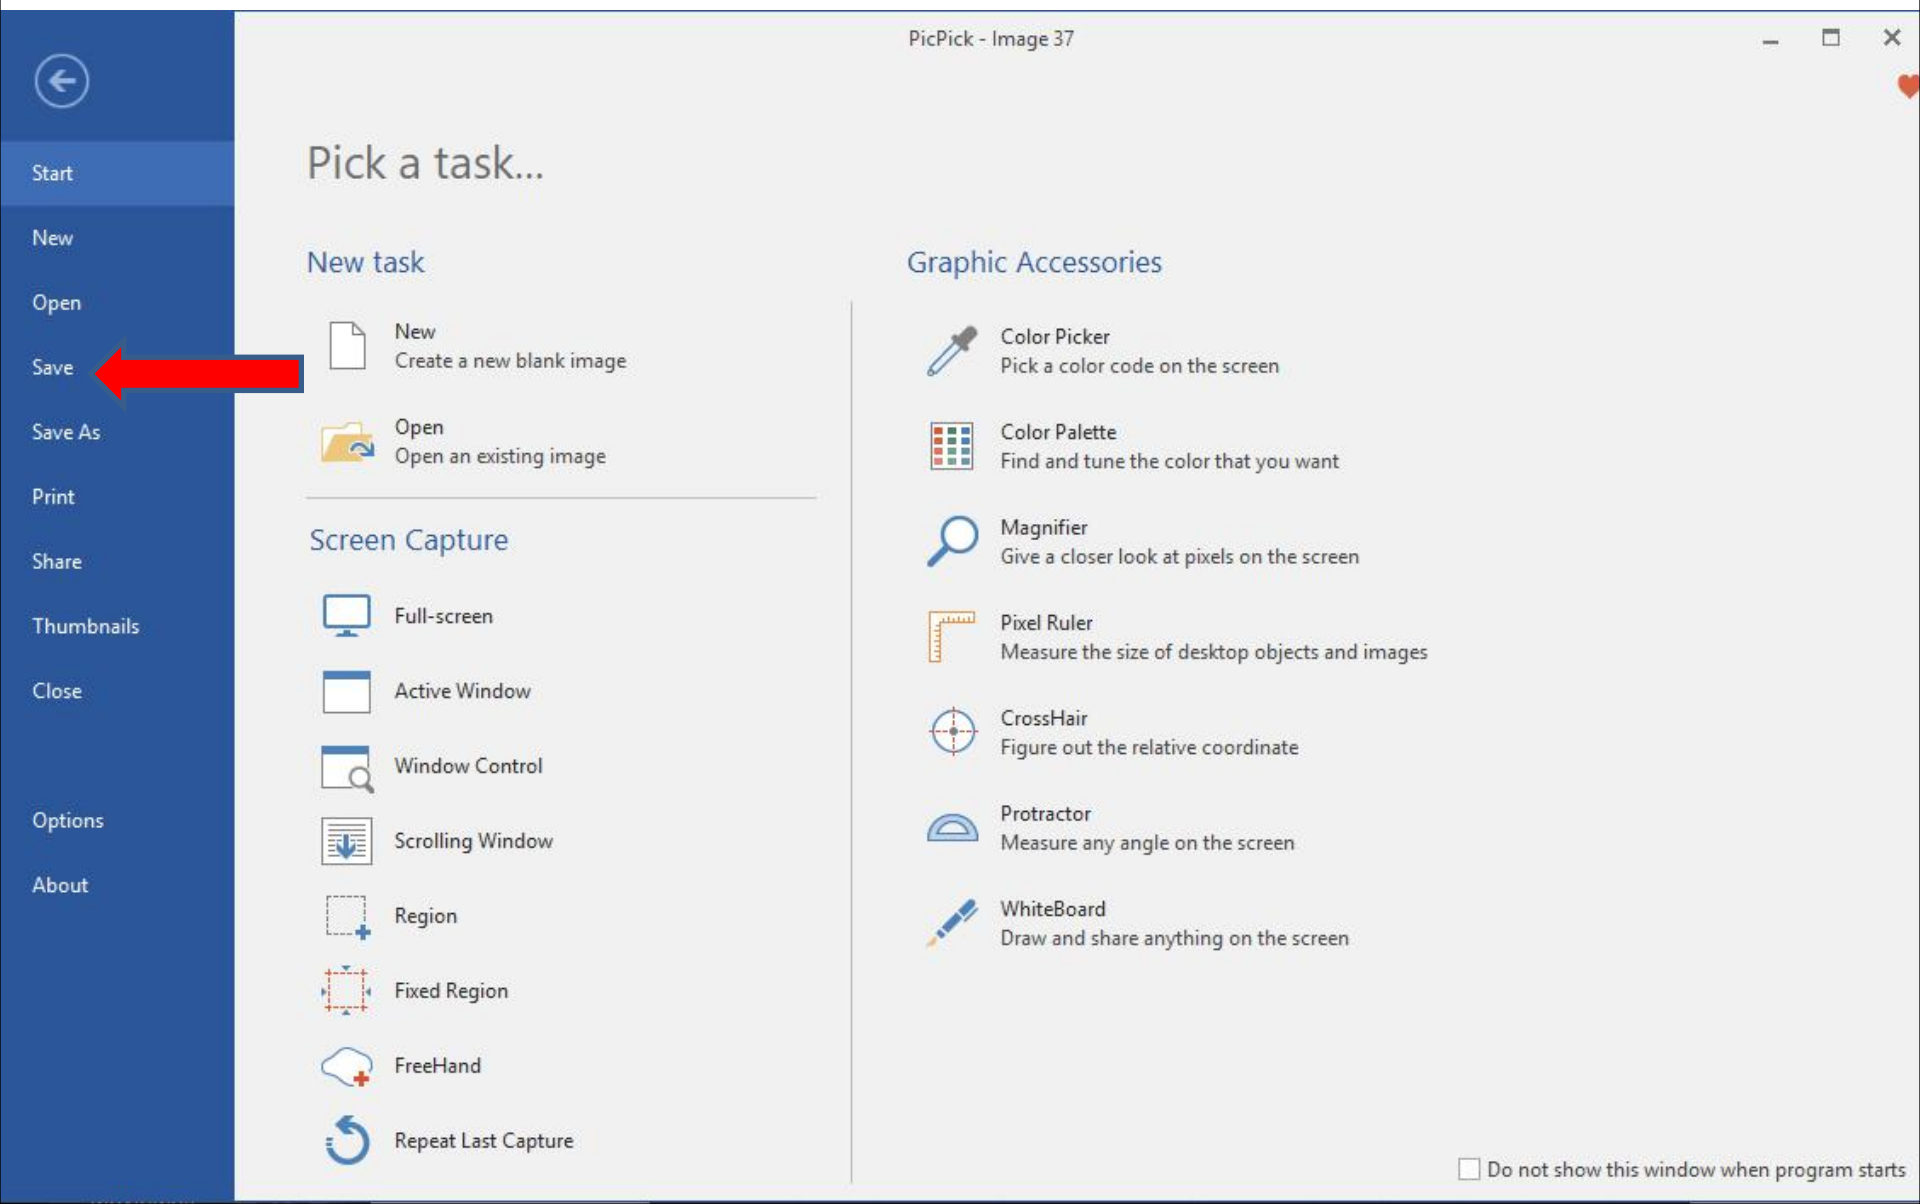 PicPick - Image 37
Start
New
Open
Save
Save As
Print
Share
Thumbnails
Close
Options
About
Pick a task...
New task
New
Create a new blank image
Open
Open an existing image
Screen Capture
Full-screen
Active Window
Window Control
Scrolling Window
Region
Fixed Region
FreeHand
Repeat Last Capture
Graphic Accessories
Color Picker
Pick a color code on the screen
Color Palette
Find and tune the color that you want
Magnifier
Give a closer look at pixels on the screen
Pixel Ruler
Measure the size of desktop objects and images
CrossHair
Figure out the relative coordinate
Protractor
Measure any angle on the screen
WhiteBoard
Draw and share anything on the screen
Do not show this window when program starts